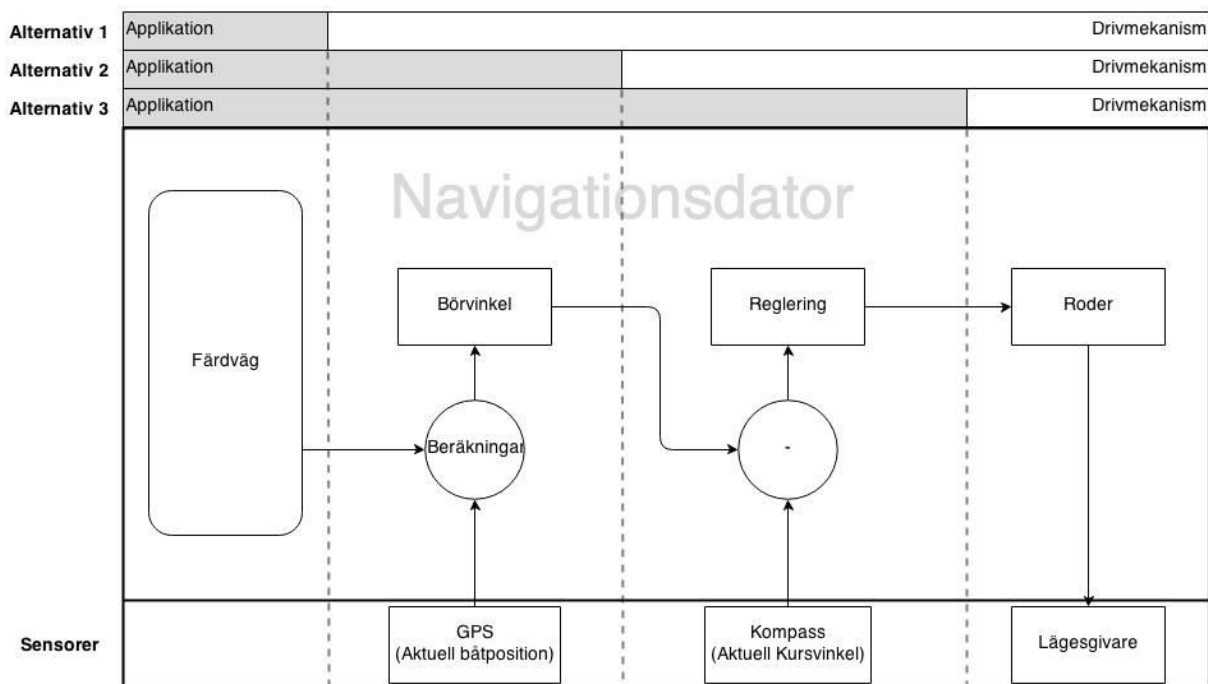 Alternativ 1 Applikation Drivmekanism
Alternativ 2 Applikation Drivmekanism
Alternativ 3 Applikation Drivmekanism
Navigationsdator
Börvinkel
Reglering
Roder
Färdväg
Beräkningar
-
Sensorer
GPS
(Aktuell båtposition)
Kompass
(Aktuell Kursvinkel)
Lägesgivare